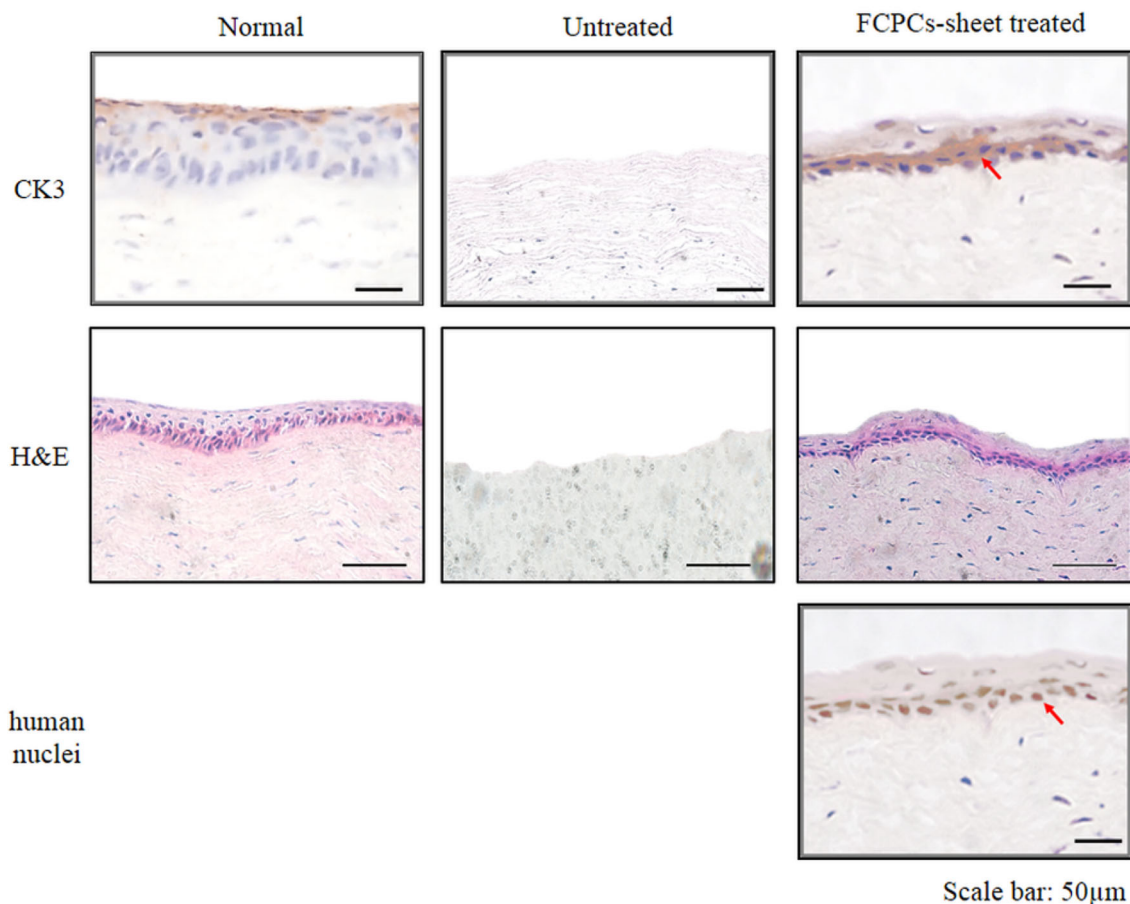 Normal
Untreated
FCPCs-sheet treated
CK3
H&E
human
nuclei
Scale bar: 50µm